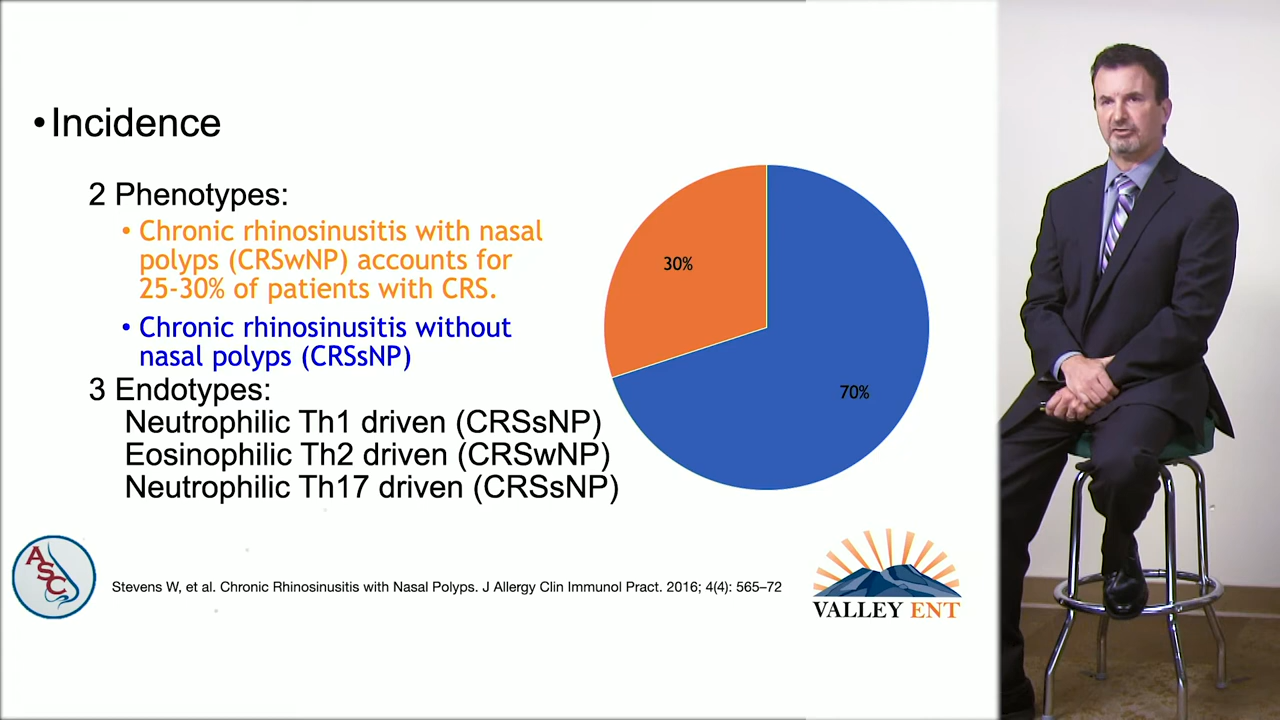 • Incidence
2 Phenotypes:
• Chronic rhinosinusitis with nasal
polyps (CRSwNP) accounts for
25-30% of patients with CRS.
• Chronic rhinosinusitis without
nasal polyps (CRSsNP)
3 Endotypes:
Neutrophilic Th1 driven (CRSsNP)
Eosinophilic Th2 driven (CRSwNP)
Neutrophilic Th17 driven (CRSsNP)
30%
70%
ASC
Stevens W, et al. Chronic Rhinosinusitis with Nasal Polyps. J Allergy Clin Immunol Pract. 2016; 4(4): 565–72
VALLEY ENT